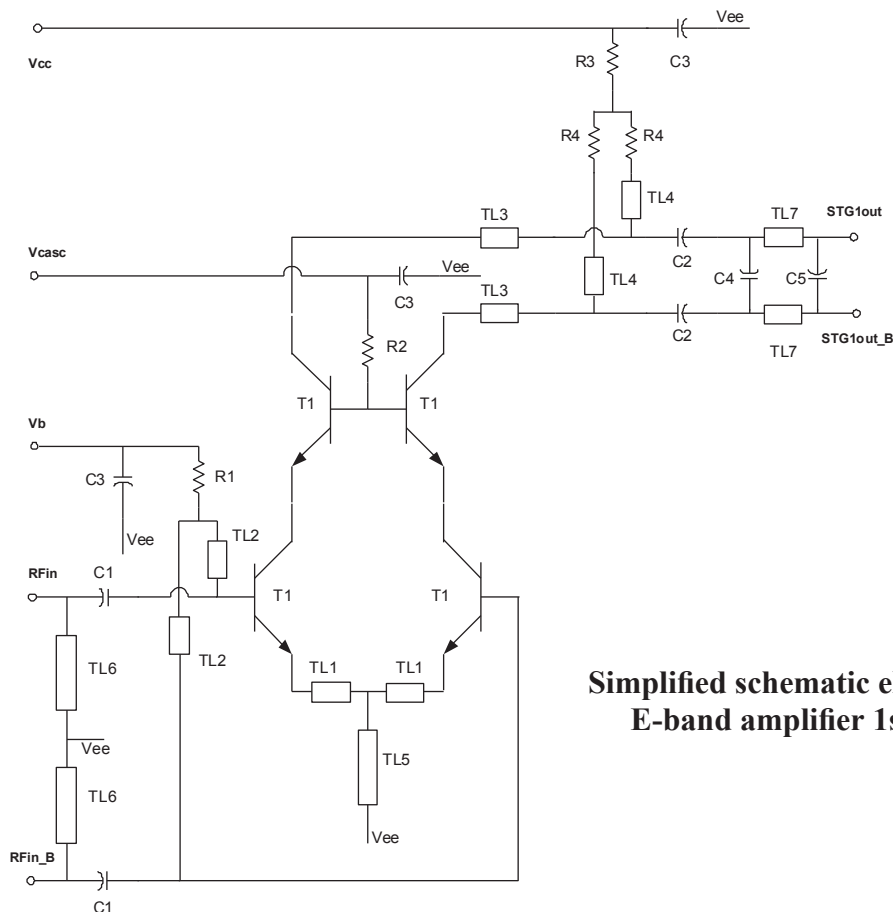 Vee
Vcc
C3
R3
R4
R4
TL4
TL3
TL7
STG1out
Vcasc
Vee
C2
C3
TL4
C4
C5
TL3
R2
C2
TL7
STG1out_B
T1
T1
Vb
C3
R1
Vee
TL2
C1
RFin
T1
T1
TL2
TL6
TL1
TL1
Simplified schematic el
E-band amplifier 1s
Vee
TL5
TL6
Vee
RFin_B
C1